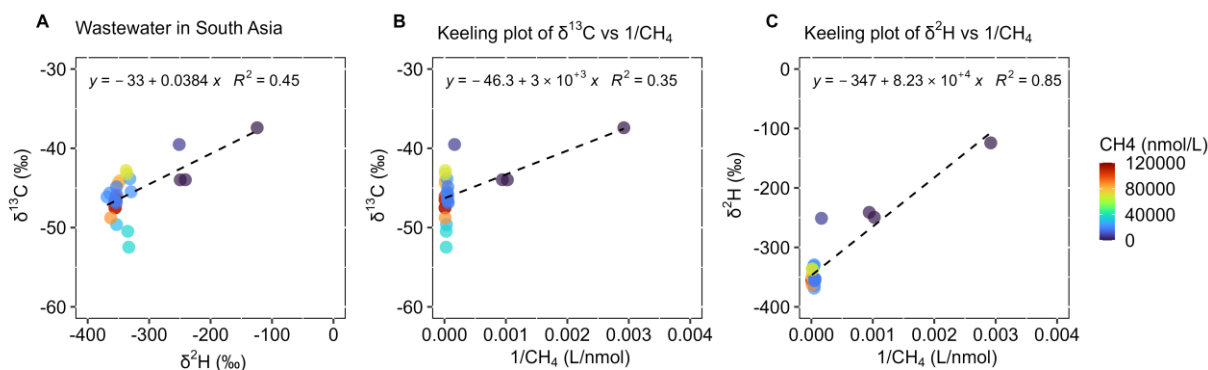 A Wastewater in South Asia
y = − 33 + 0.0384 x R² = 0.45
-30
-40
-50
-60
δ¹³C (‰)
-400 -300 -200 -100 0
δ²H (‰)
B Keeling plot of δ¹³C vs 1/CH₄
y = − 46.3 + 3 × 10⁺³ x R² = 0.35
-30
-40
-50
-60
δ¹³C (‰)
0.000 0.001 0.002 0.003 0.004
1/CH₄ (L/nmol)
C Keeling plot of δ²H vs 1/CH₄
y = − 347 + 8.23 × 10⁺⁴ x R² = 0.85
0
-100
-200
-300
-400
δ²H (‰)
0.000 0.001 0.002 0.003 0.004
1/CH₄ (L/nmol)
CH4 (nmol/L)
120000
80000
40000
0